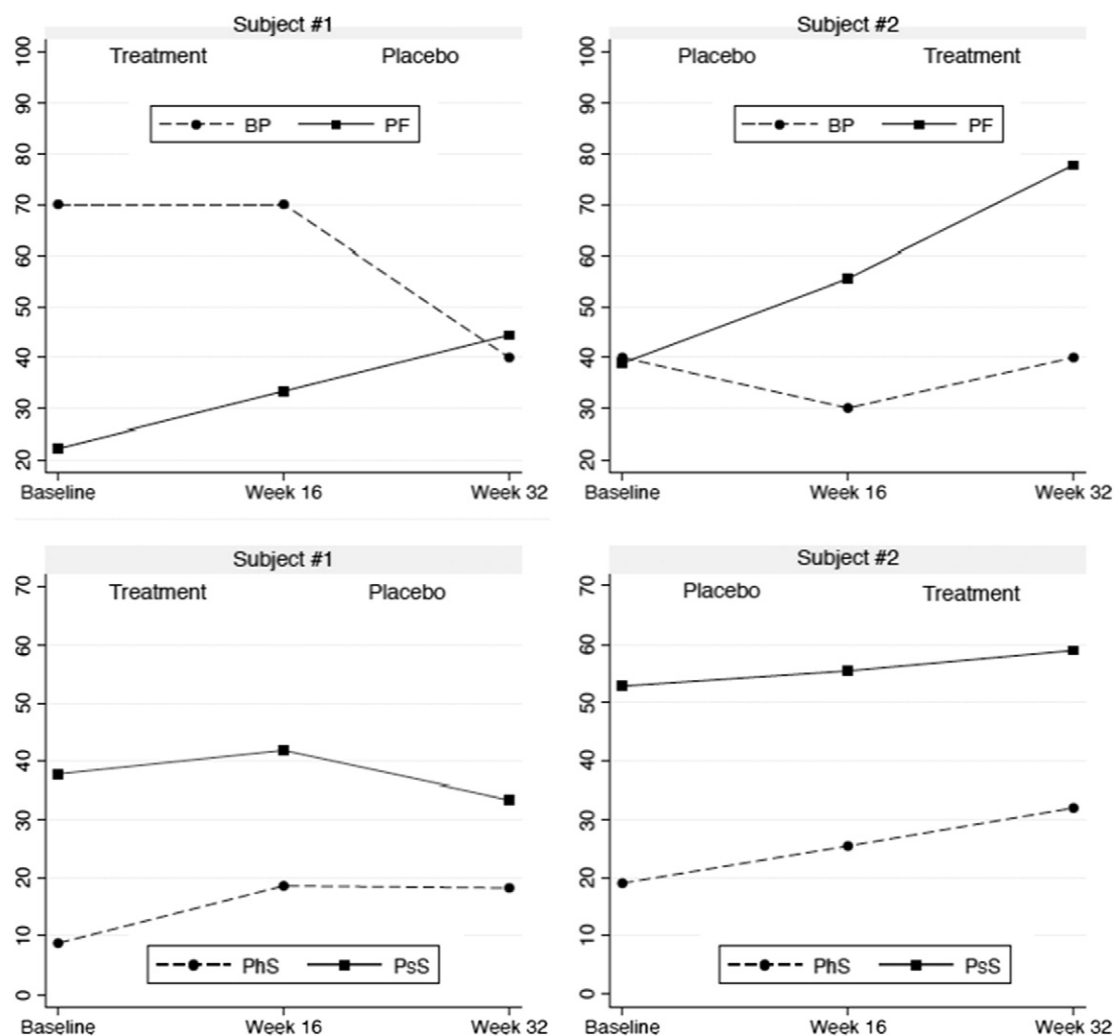 Subject #1
Treatment Placebo
BP PF
100
90
80
70
60
50
40
30
20
Baseline Week 16 Week 32
Subject #2
Placebo Treatment
BP PF
100
90
80
70
60
50
40
30
20
Baseline Week 16 Week 32
Subject #1
Treatment Placebo
70
60
50
40
30
20
10
0
PhS PsS
Baseline Week 16 Week 32
Subject #2
Placebo Treatment
70
60
50
40
30
20
10
0
PhS PsS
Baseline Week 16 Week 32